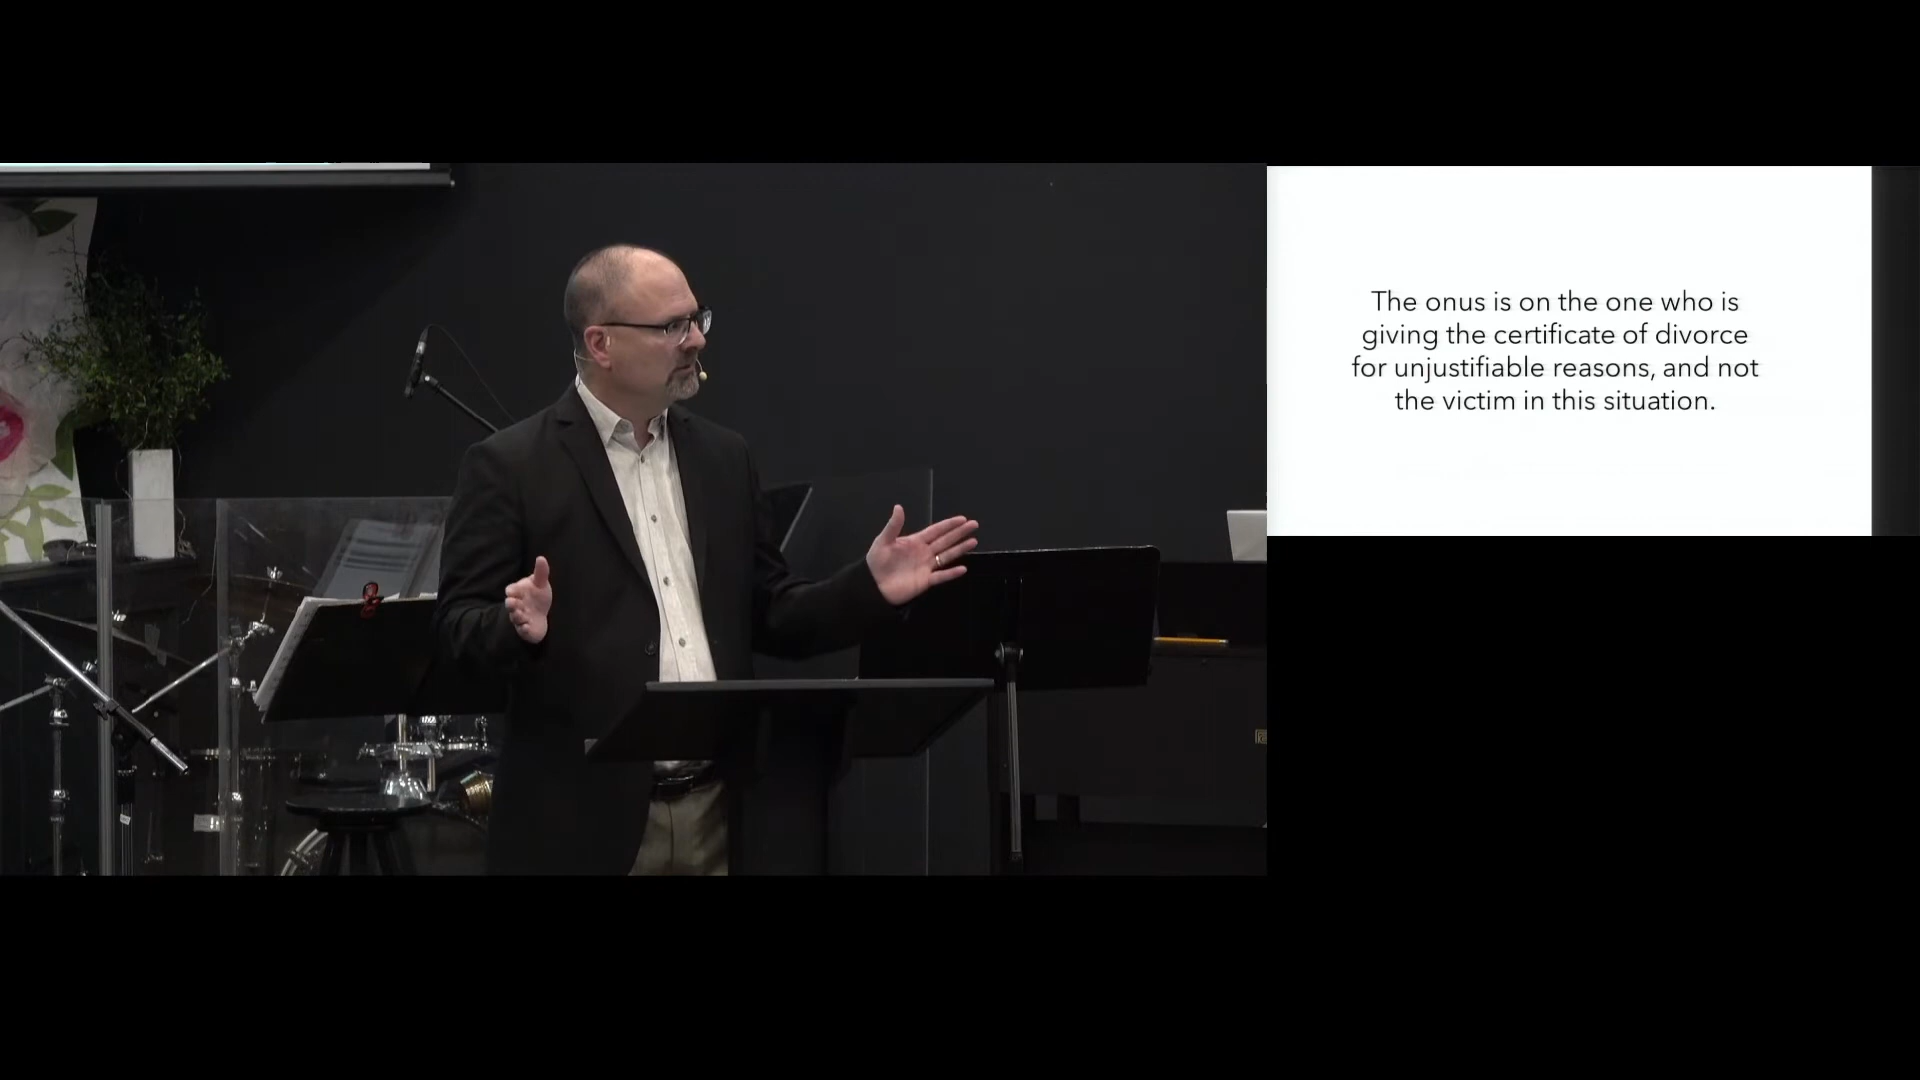 The onus is on the one who is
giving the certificate of divorce
for unjustifiable reasons, and not
the victim in this situation.